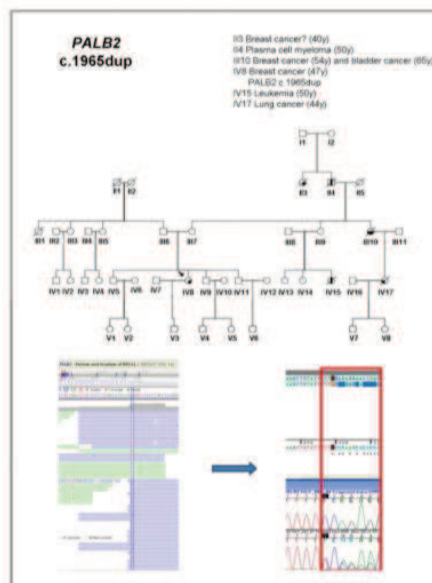 PALB2
c.1965dup
II3 Breast cancer? (40y)
II4 Plasma cell myeloma (50y)
III10 Breast cancer (54y) and bladder cancer (65y)
IV8 Breast cancer (47y)
PALB2 c.1965dup
IV15 Leukemia (50y)
IV17 Lung cancer (44y)
I1 I2
II1 II2 II3 II4 II5
III1 III2 III3 III4 III5 III6 III7 III8 III9 III10 III11
IV1 IV2 IV3 IV4 IV5 IV6 IV7 IV8 IV9 IV10 IV11 IV12 IV13 IV14 IV15 IV16 IV17
V1 V2 V3 V4 V5 V6 V7 V8